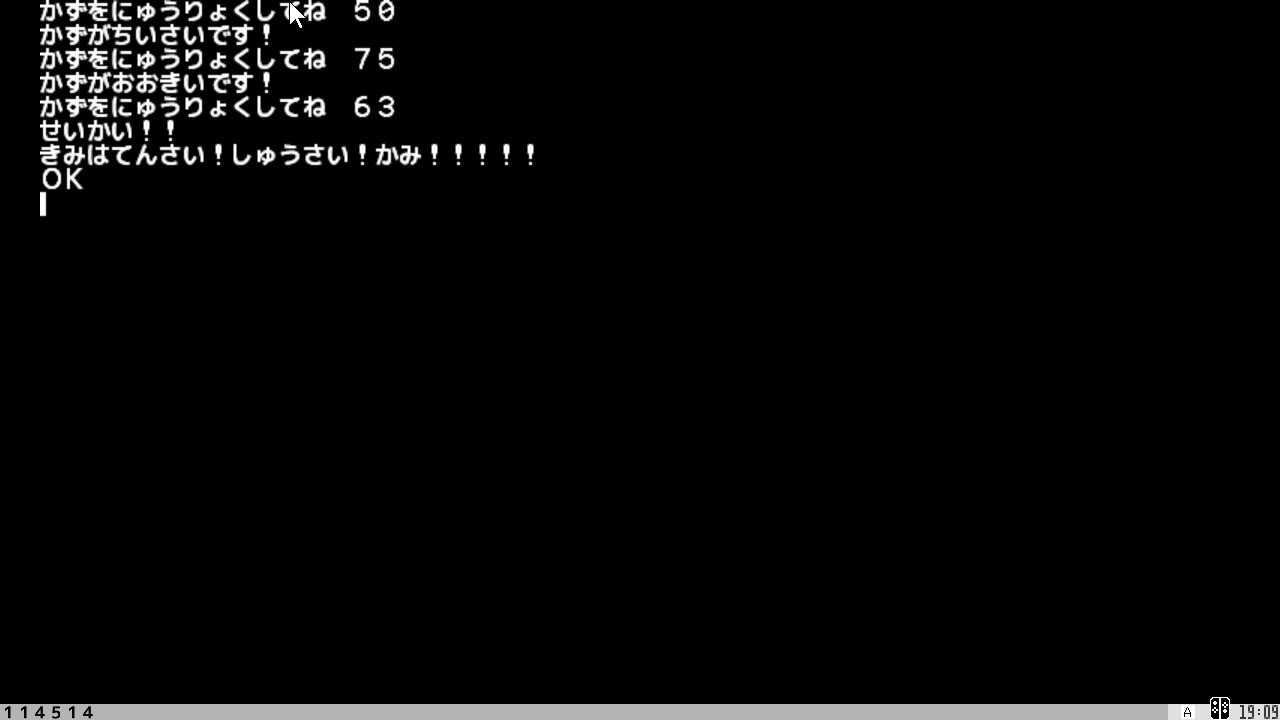 かずをにゅうりょくしてね　５０
かずがちいさいです！
かずをにゅうりょくしてね　７５
かずがおおきいです！
かずをにゅうりょくしてね　６３
せいかい！！
きみはてんさい！しゅうさい！かみ！！！！！
ＯＫ
１１４５１４
A 19:09